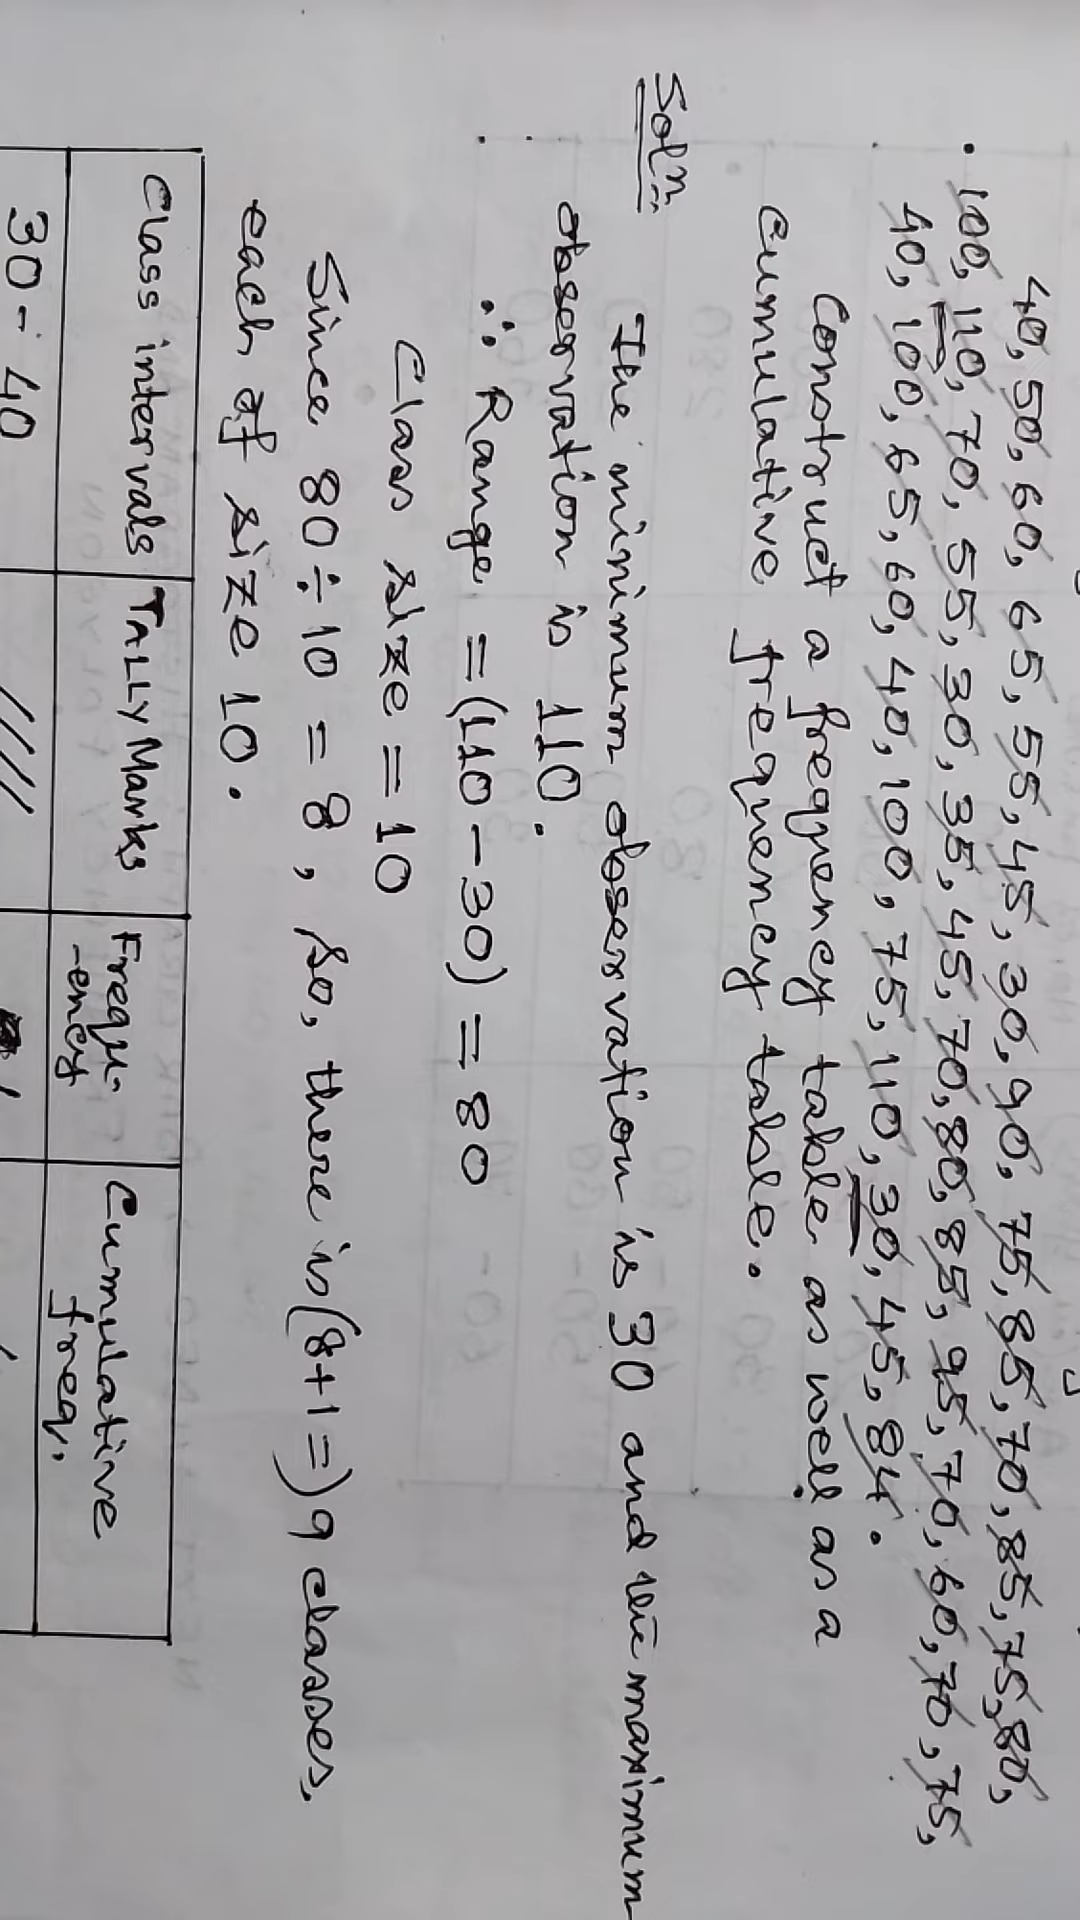 40, 50, 60, 65, 55, 45, 30, 90, 75, 85, 70, 85, 75, 80,
100, 110, 70, 55, 30, 35, 45, 70, 80, 85, 95, 70, 60, 70, 75,
40, 100, 65, 60, 40, 100, 75, 110, 30, 45, 84.
Construct a freqpency table as well as a
cumulative frequency table.
Soln
The minimum observation is 30 and the maximum
observation is 110.
∴ Range = (110 - 30) = 80
Class size = 10
Since 80 ÷ 10 = 8, so, there is (8+1=) 9 classes.
each of size 10.
Class intervals TALLY Marks Frequ- Cumulative
-ency freq.
30 - 40 ////